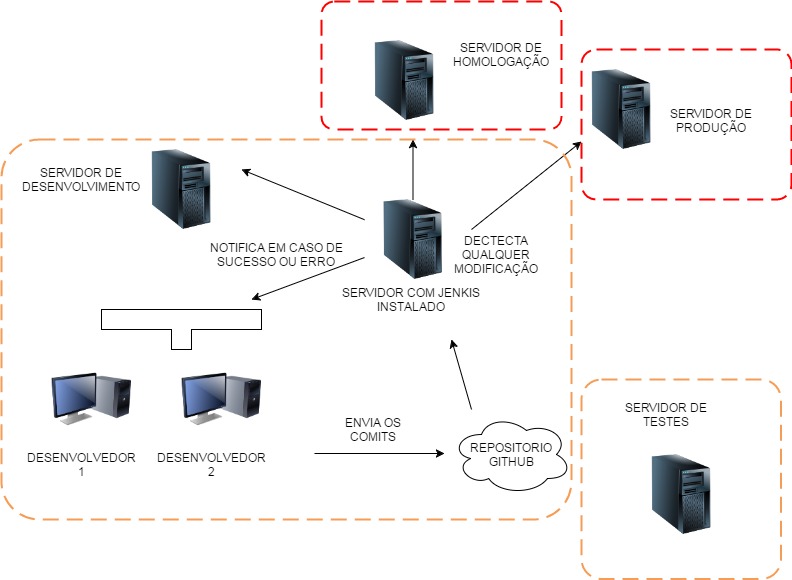 SERVIDOR DE
HOMOLOGAÇÃO
SERVIDOR DE
PRODUÇÃO
SERVIDOR DE
DESENVOLVIMENTO
NOTIFICA EM CASO DE
SUCESSO OU ERRO
DECTECTA
QUALQUER
MODIFICAÇÃO
SERVIDOR COM JENKIS
INSTALADO
SERVIDOR DE
TESTES
ENVIA OS
COMITS
REPOSITORIO
GITHUB
DESENVOLVEDOR
1
DESENVOLVEDOR
2